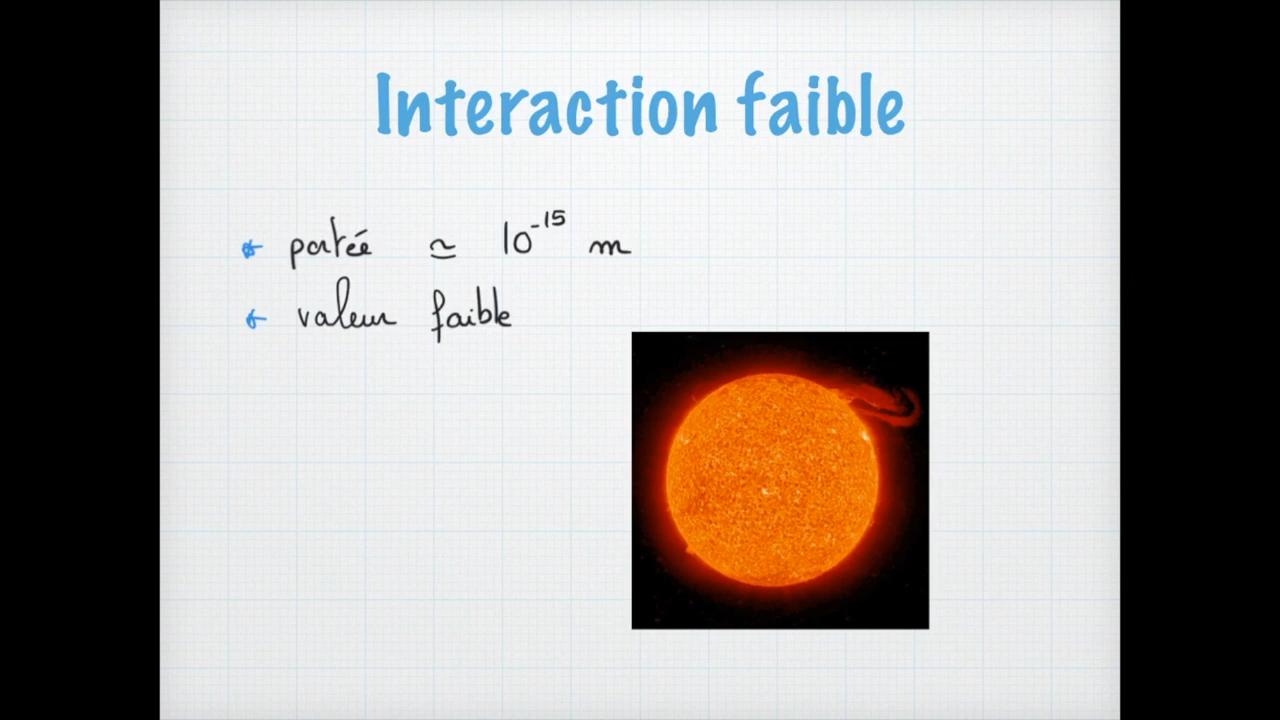 Interaction faible
* portée ≃ 10⁻¹⁵ m
* valeur faible